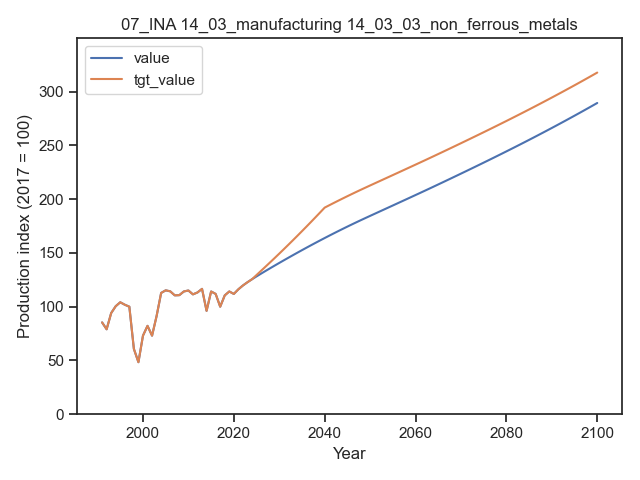 07_INA 14_03_manufacturing 14_03_03_non_ferrous_metals
value
tgt_value
Production index (2017 = 100)
300
250
200
150
100
50
0
2000 2020 2040 2060 2080 2100
Year